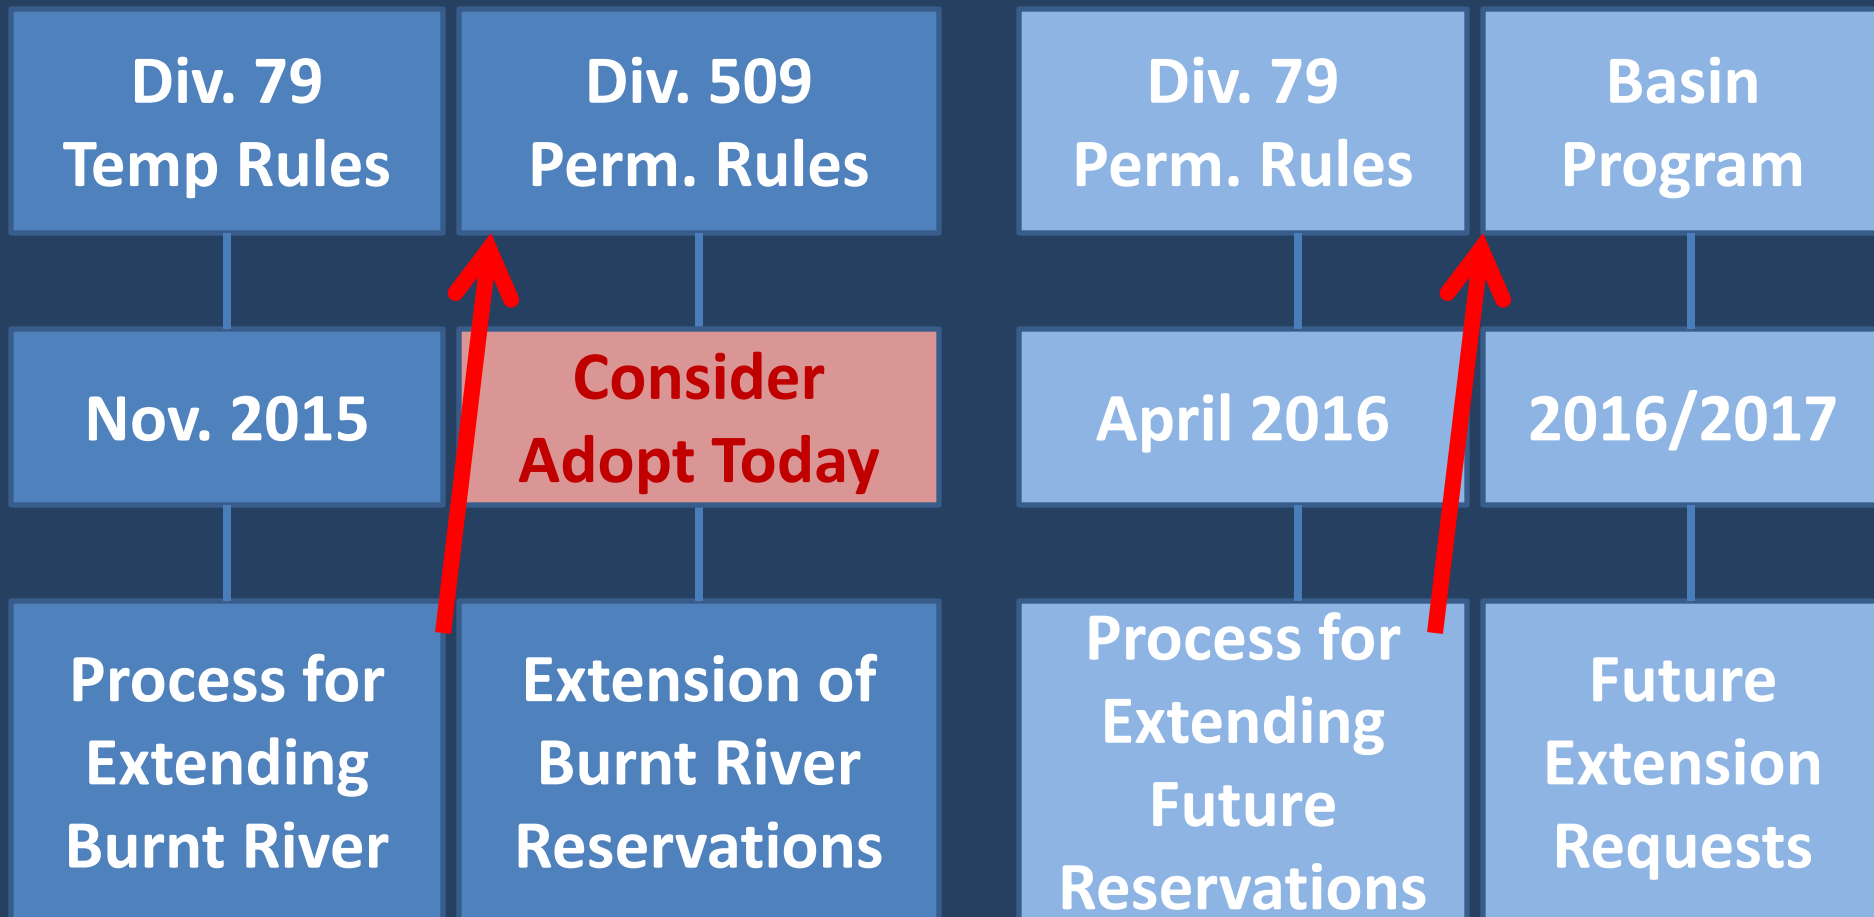 Div. 79
Temp Rules
Nov. 2015
Process for
Extending
Burnt River
Div. 509
Perm. Rules
Consider
Adopt Today
Extension of
Burnt River
Reservations
Div. 79
Perm. Rules
April 2016
Process for
Extending
Future
Reservations
Basin
Program
2016/2017
Future
Extension
Requests